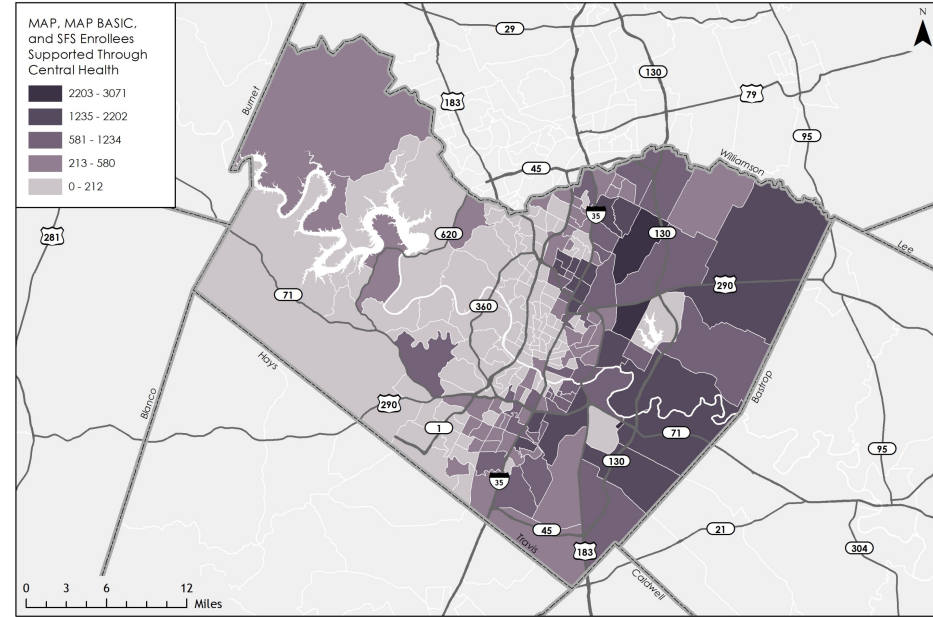 MAP, MAP BASIC,
and SFS Enrollees
Supported Through
Central Health
2203 - 3071
1235 - 2202
581 - 1234
213 - 580
0 - 212
N
29
130
183
79
95
Burnet
Williamson
45
35
130
620
281
Lee
71
360
290
Hays
Blanco
290
Bastrop
1
71
130
95
35
45
21
Travis
183
304
Caldwell
0 3 6 12
Miles